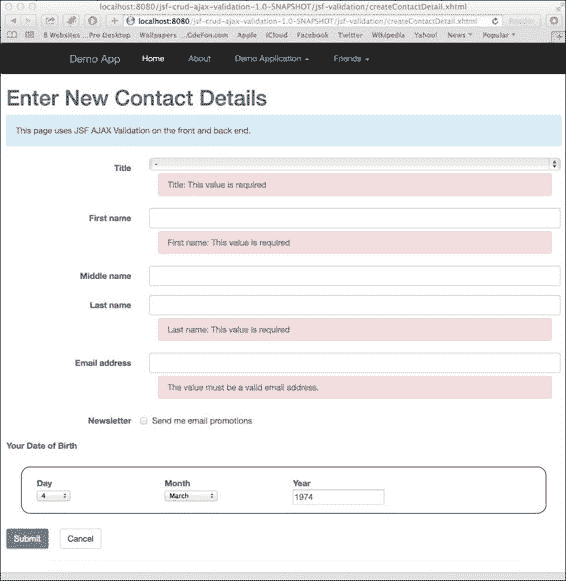 localhost:8080/jsf-crud-ajax-validation-1.0-SNAPSHOT/jsf-validation/createContactDetail.xhtml
localhost:8080/jsf-crud-ajax-validation-1.0-SNAPSHOT/jsf-validation/createContactDetail.xhtml Reader
8 Websites ...Pro Desktop Wallpapers ...GdeFon.com Apple iCloud Facebook Twitter Wikipedia Yahoo! News Popular
Demo App Home About Demo Application Friends
Enter New Contact Details
This page uses JSF AJAX Validation on the front and back end.
Title -
Title: This value is required
First name
First name: This value is required
Middle name
Last name
Last name: This value is required
Email address
The value must be a valid email address.
Newsletter Send me email promotions
Your Date of Birth
Day Month Year
4 March 1974
Submit Cancel